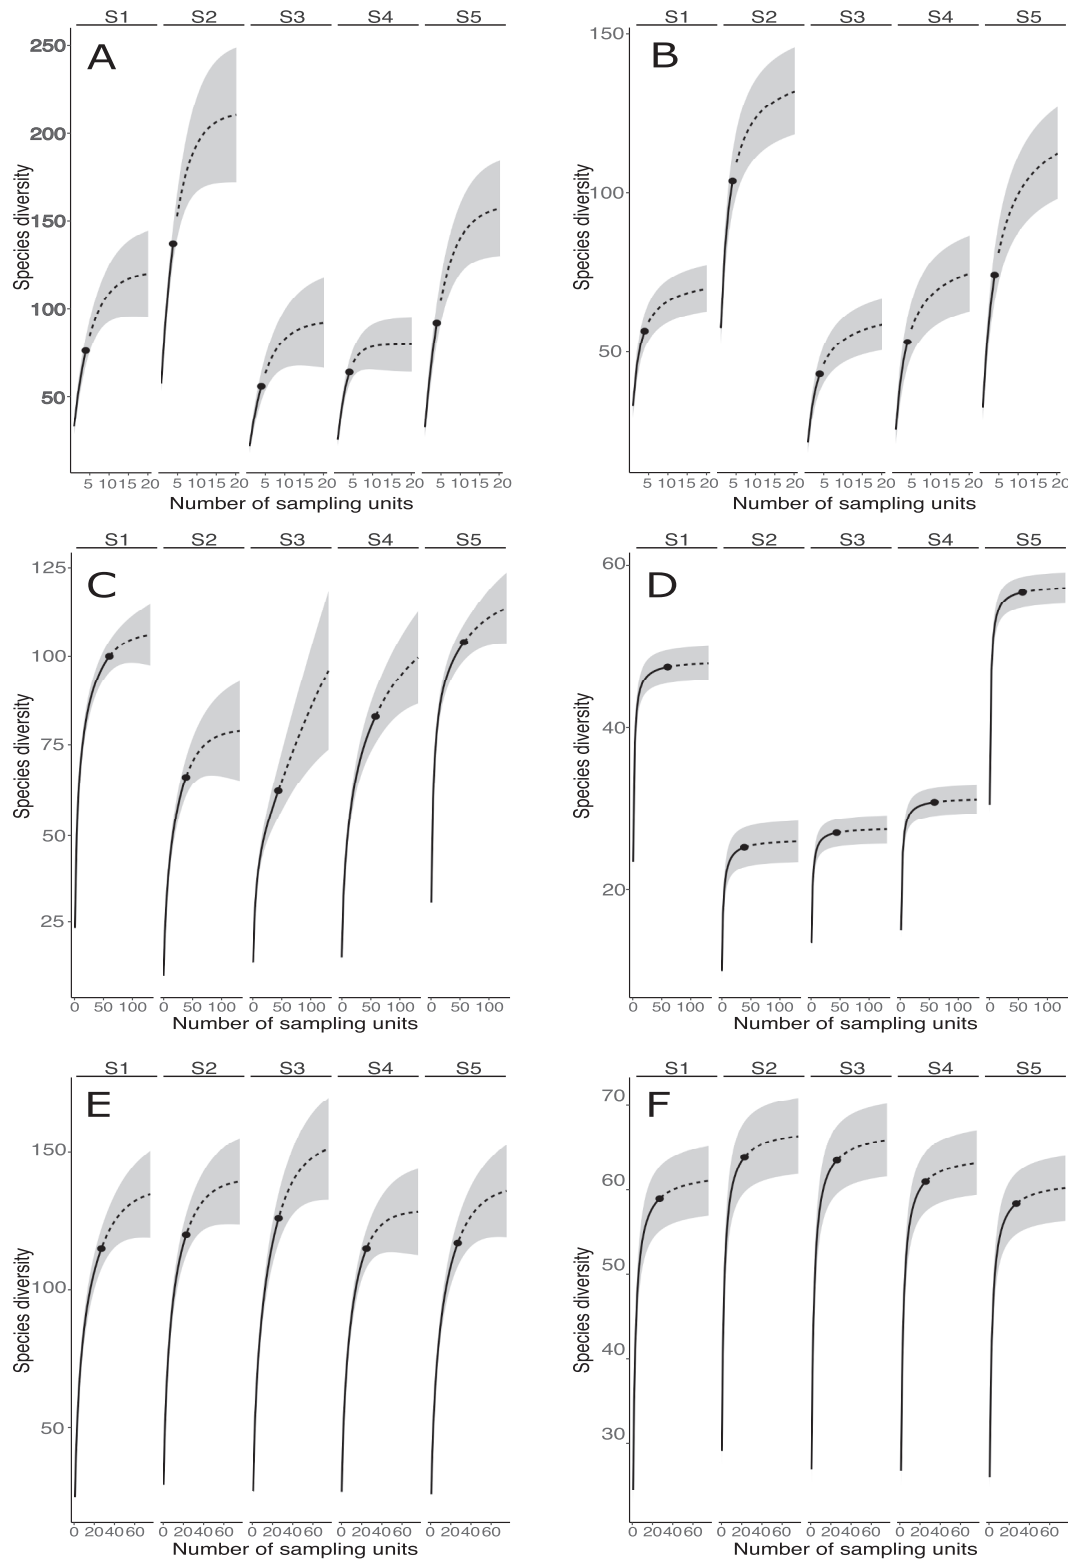 S1 S2 S3 S4 S5
A
250
200
150
100
50
Species diversity
5 10 15 20 5 10 15 20 5 10 15 20 5 10 15 20 5 10 15 20
Number of sampling units
S1 S2 S3 S4 S5
B
150
100
50
Species diversity
5 10 15 20 5 10 15 20 5 10 15 20 5 10 15 20 5 10 15 20
Number of sampling units
S1 S2 S3 S4 S5
C
125
100
75
50
25
Species diversity
0 50 100 0 50 100 0 50 100 0 50 100 0 50 100
Number of sampling units
S1 S2 S3 S4 S5
D
60
40
20
Species diversity
0 50 100 0 50 100 0 50 100 0 50 100 0 50 100
Number of sampling units
S1 S2 S3 S4 S5
E
150
100
50
Species diversity
0 20 40 60 0 20 40 60 0 20 40 60 0 20 40 60 0 20 40 60
Number of sampling units
S1 S2 S3 S4 S5
F
70
60
50
40
30
Species diversity
0 20 40 60 0 20 40 60 0 20 40 60 0 20 40 60 0 20 40 60
Number of sampling units